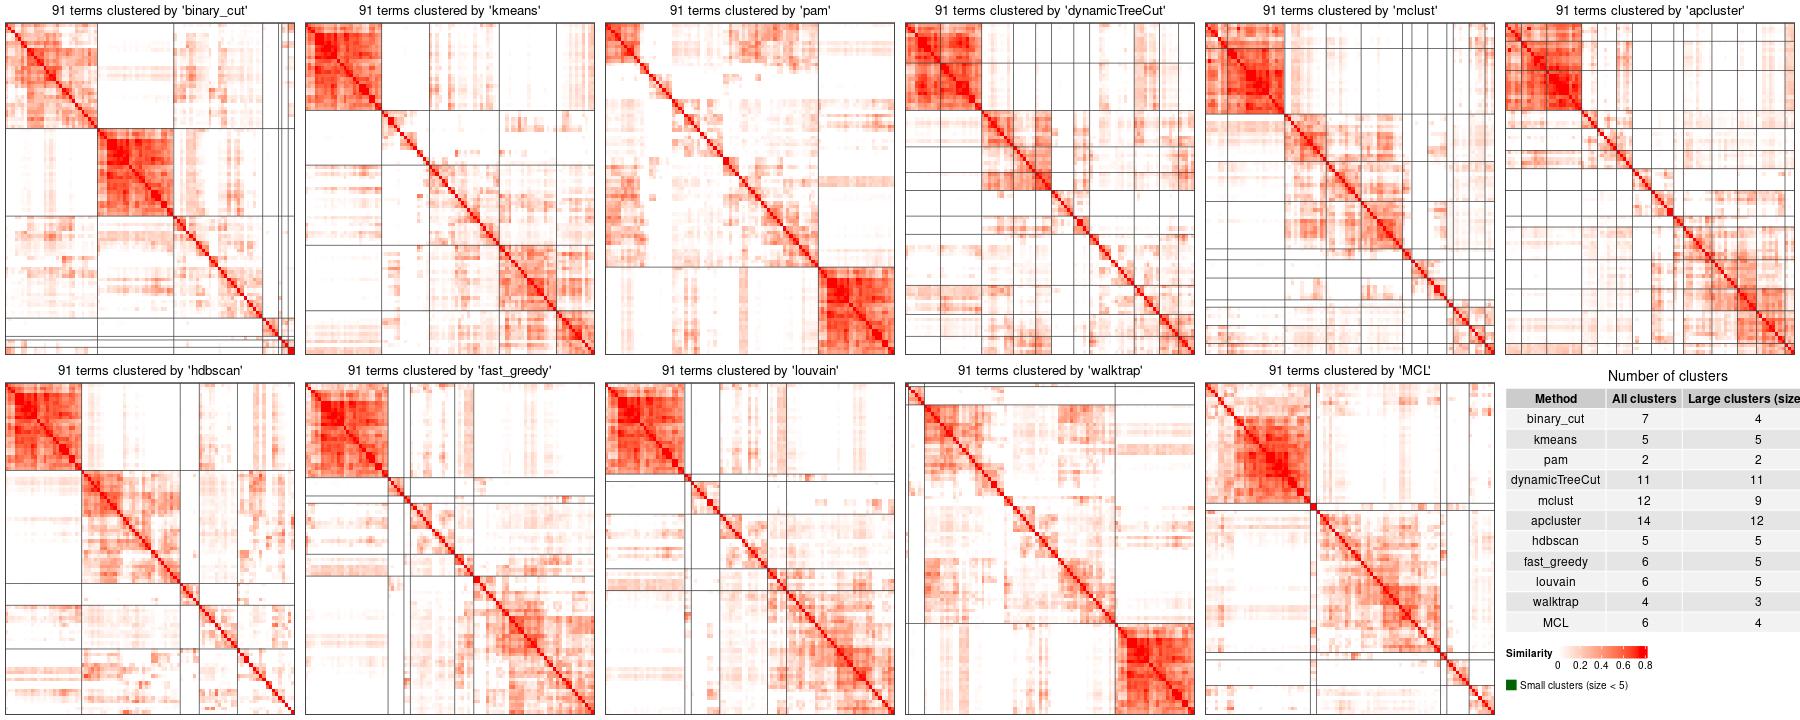 91 terms clustered by 'binary_cut'
91 terms clustered by 'kmeans'
91 terms clustered by 'pam'
91 terms clustered by 'dynamicTreeCut'
91 terms clustered by 'mclust'
91 terms clustered by 'apcluster'
91 terms clustered by 'hdbscan'
91 terms clustered by 'fast_greedy'
91 terms clustered by 'louvain'
91 terms clustered by 'walktrap'
91 terms clustered by 'MCL'
Number of clusters
Method All clusters Large clusters (size
binary_cut 7 4
kmeans 5 5
pam 2 2
dynamicTreeCut 11 11
mclust 12 9
apcluster 14 12
hdbscan 5 5
fast_greedy 6 5
louvain 6 5
walktrap 4 3
MCL 6 4
Similarity
0 0.2 0.4 0.6 0.8
Small clusters (size < 5)